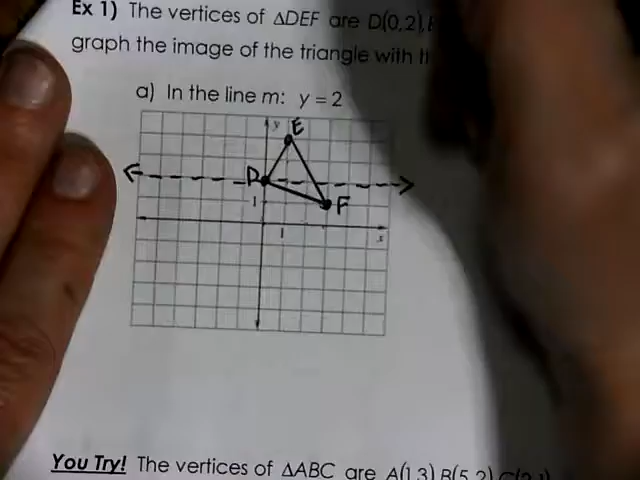 Ex 1) The vertices of ΔDEF are D(0,2),
graph the image of the triangle with
a) In the line m: y = 2
y
E
D
1
F
1
x
You Try! The vertices of ΔABC are A(1,3) B(5,2)